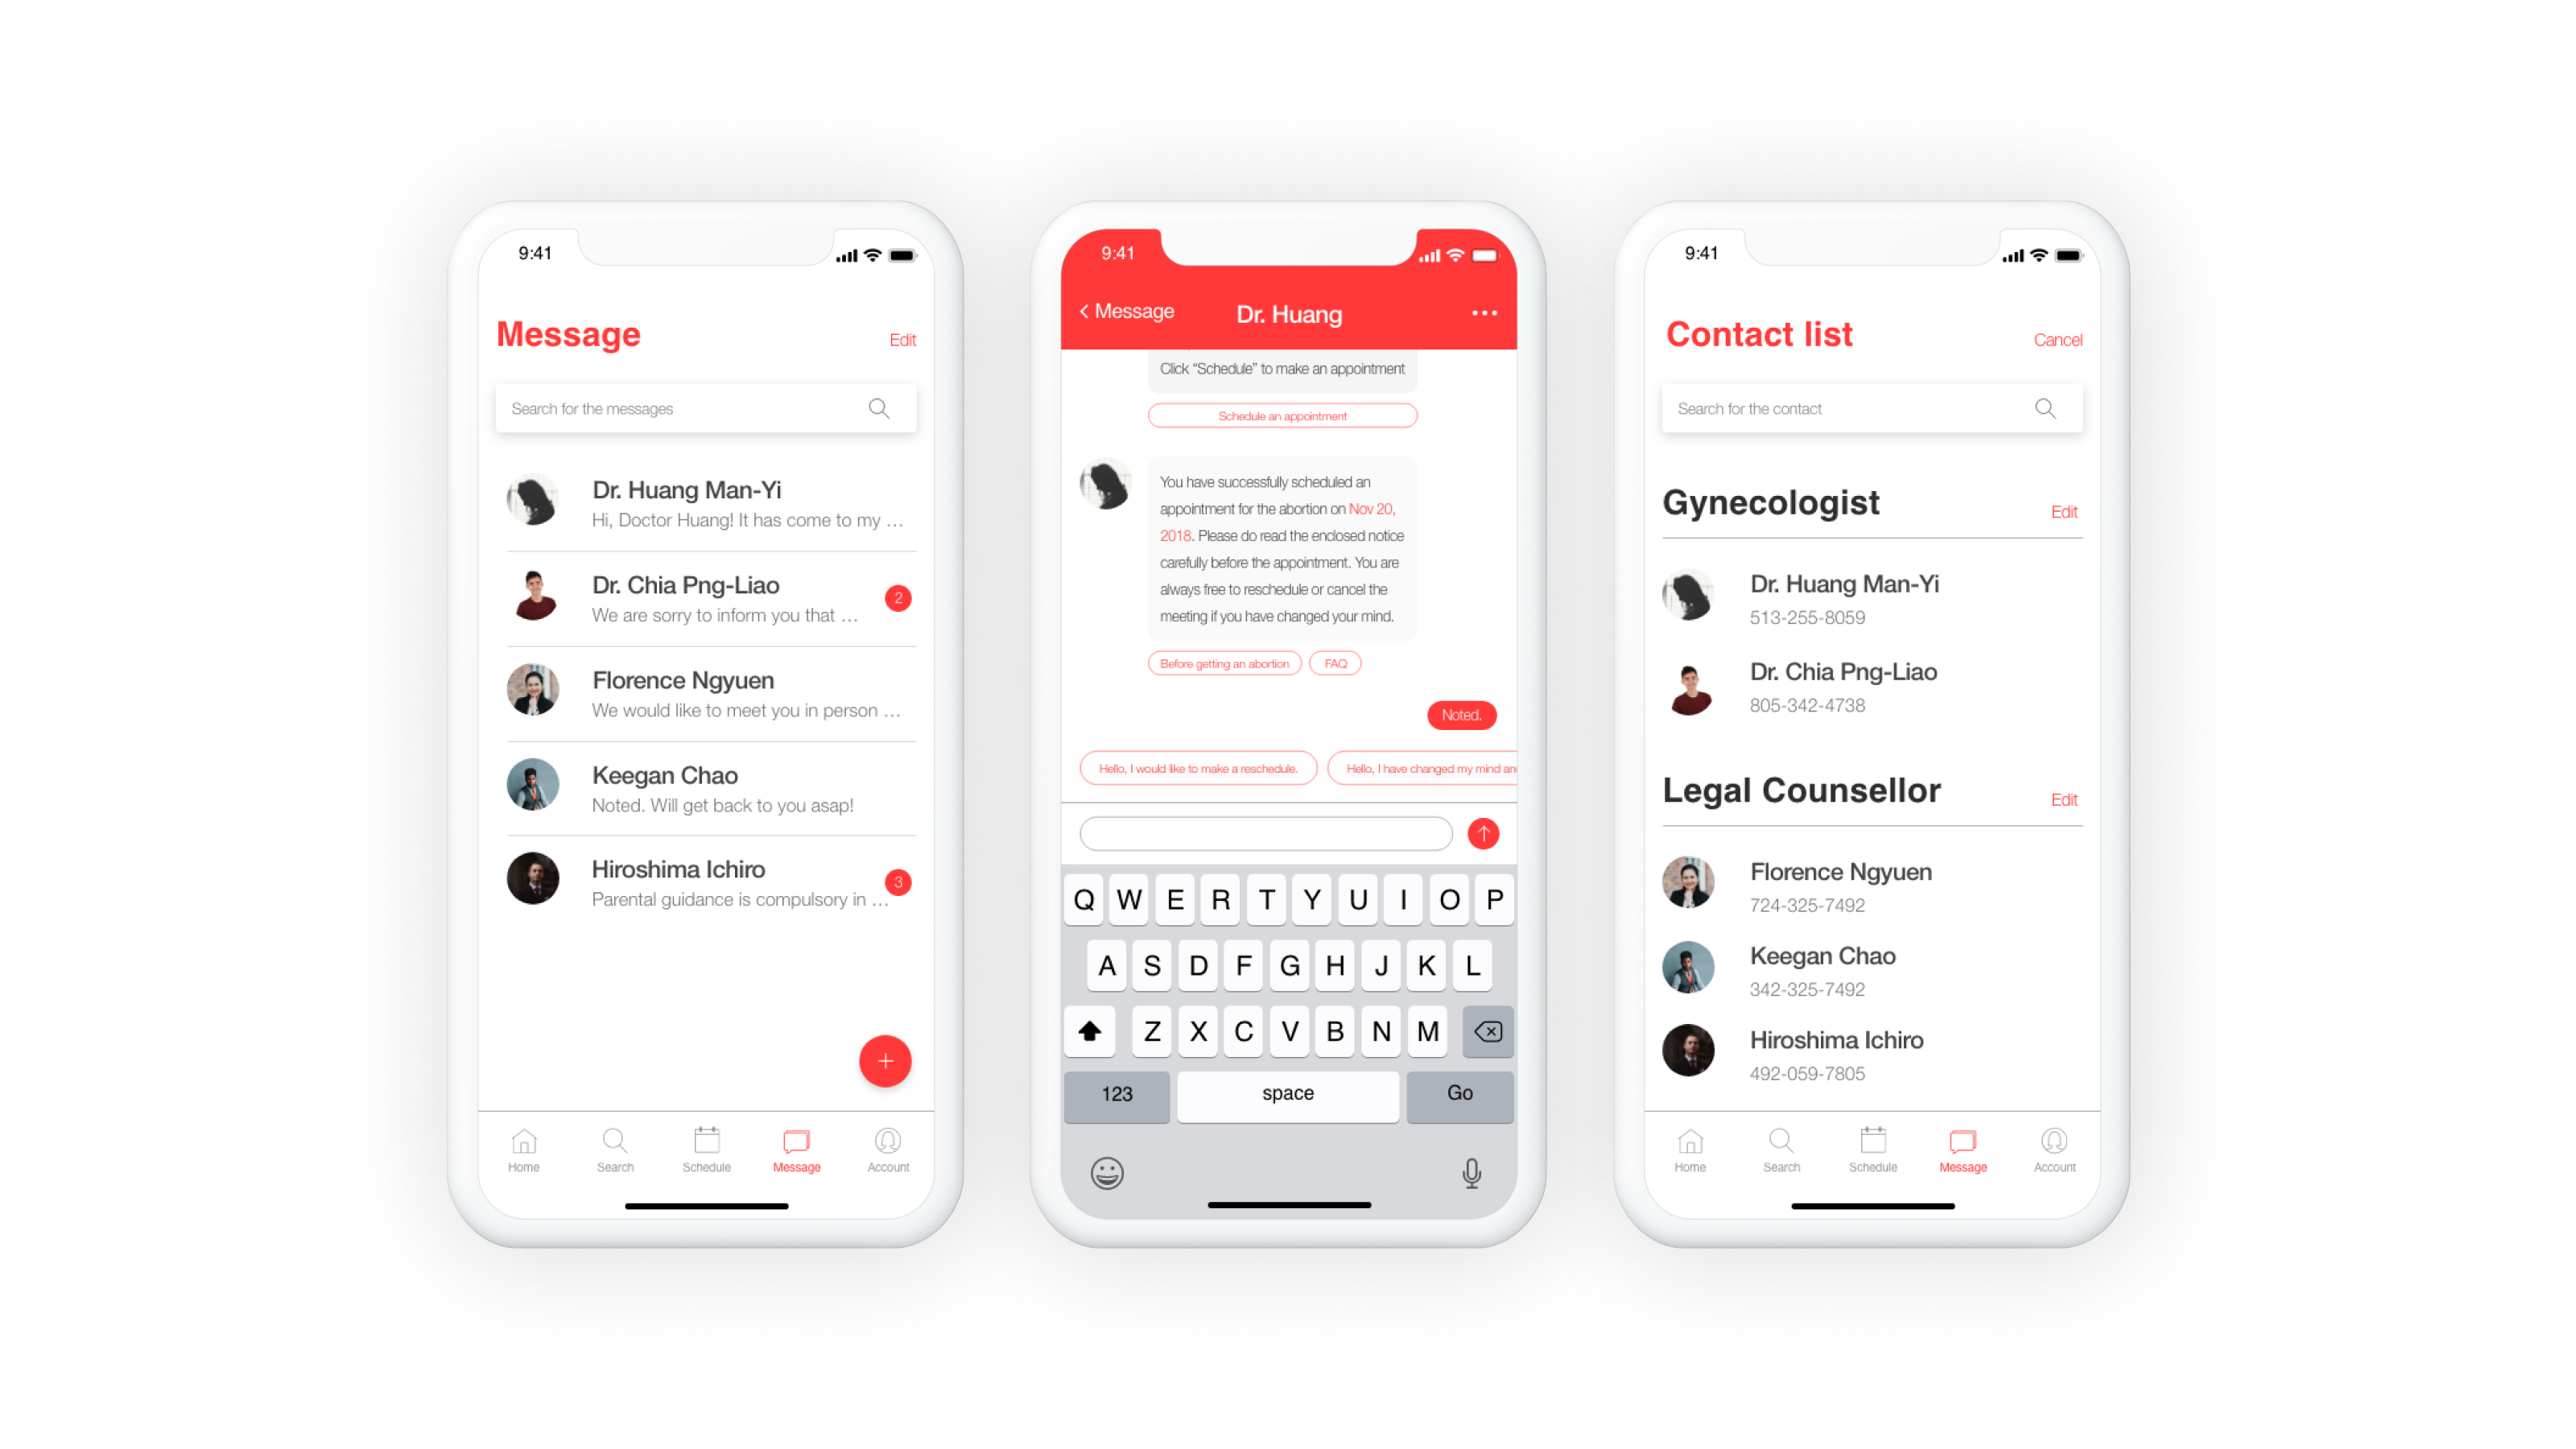 9:41
Message
Edit
Search for the messages
Dr. Huang Man-Yi
Hi, Doctor Huang! It has come to my ...
Dr. Chia Png-Liao
We are sorry to inform you that ...
2
Florence Ngyuen
We would like to meet you in person ...
Keegan Chao
Noted. Will get back to you asap!
Hiroshima Ichiro
Parental guidance is compulsory in ...
3
+
Home
Search
Schedule
Message
Account
9:41
Message
Dr. Huang
Click “Schedule” to make an appointment
Schedule an appointment
You have successfully scheduled an
appointment for the abortion on Nov 20,
2018. Please do read the enclosed notice
carefully before the appointment. You are
always free to reschedule or cancel the
meeting if you have changed your mind.
Before getting an abortion
FAQ
Noted.
Hello, I would like to make a reschedule.
Hello, I have changed my mind an
Q W E R T Y U I O P
A S D F G H J K L
Z X C V B N M
123
space
Go
9:41
Contact list
Cancel
Search for the contact
Gynecologist
Edit
Dr. Huang Man-Yi
513-255-8059
Dr. Chia Png-Liao
805-342-4738
Legal Counsellor
Edit
Florence Ngyuen
724-325-7492
Keegan Chao
342-325-7492
Hiroshima Ichiro
492-059-7805
Home
Search
Schedule
Message
Account